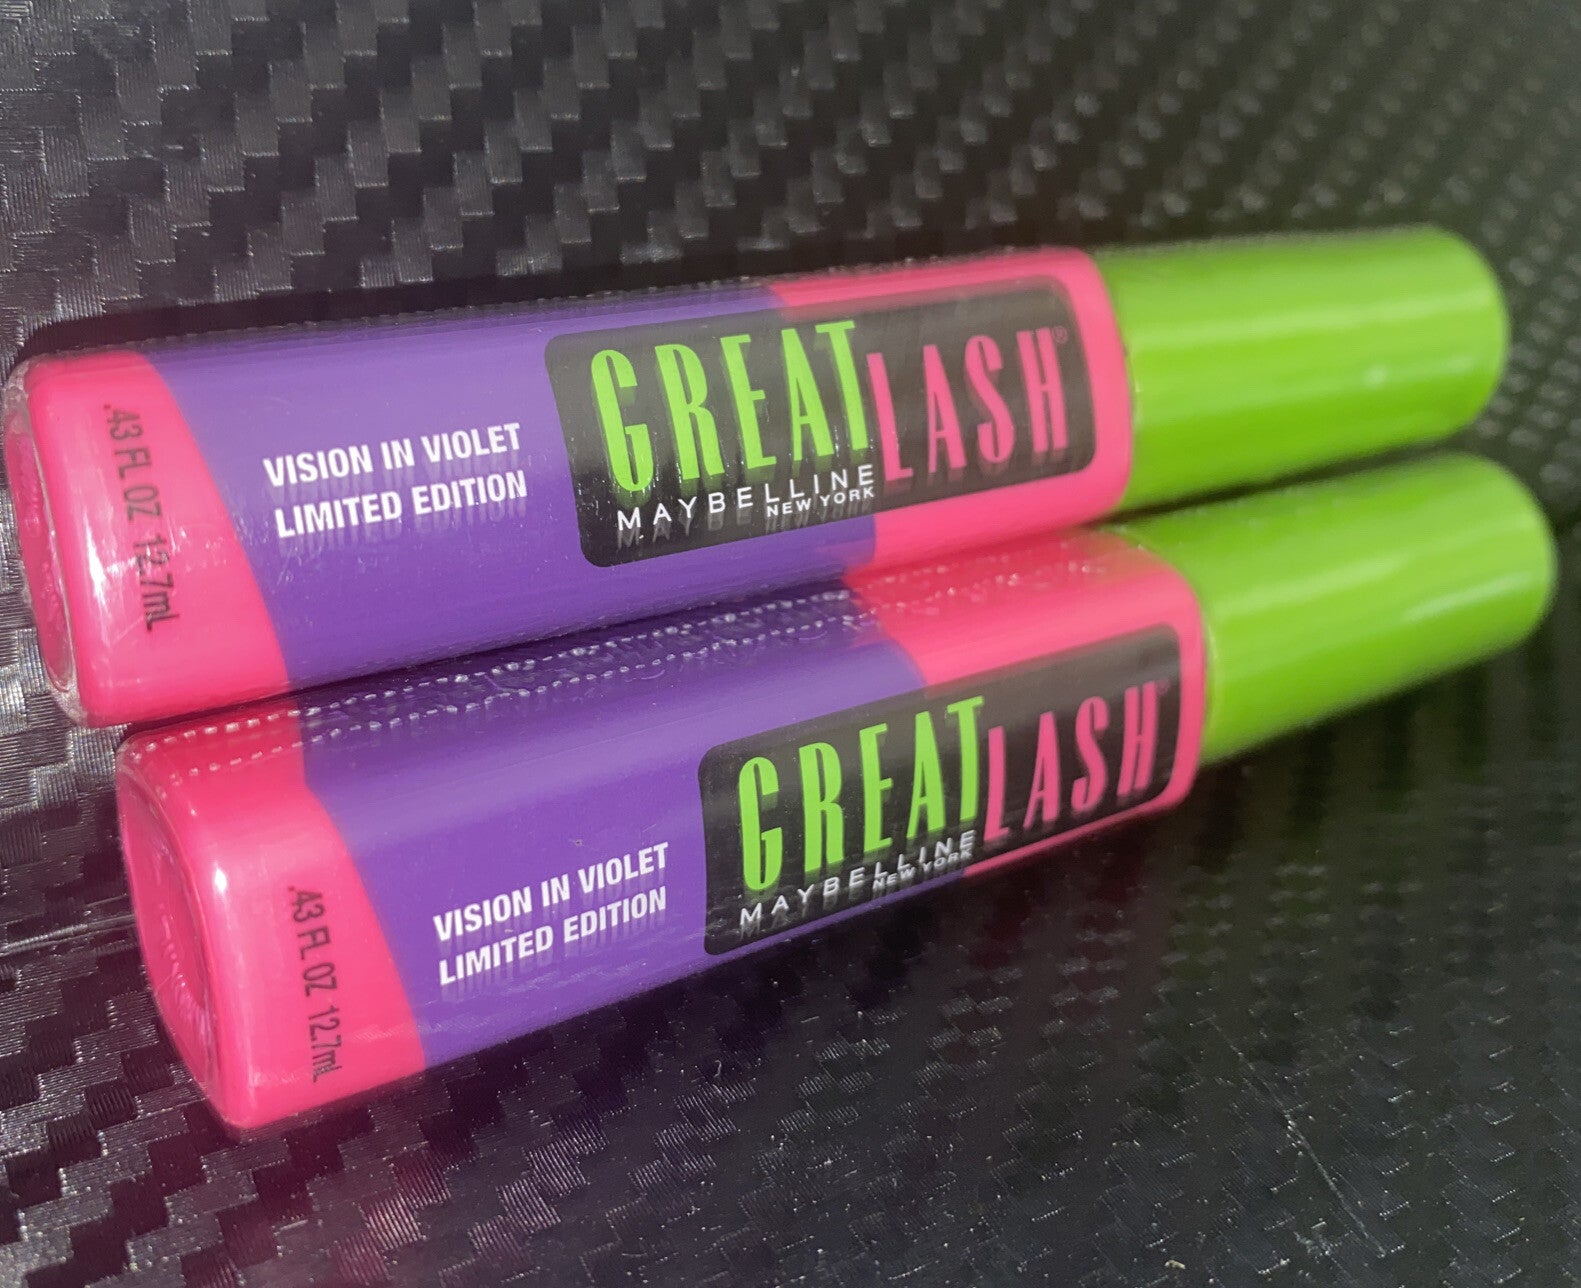 .43 FL OZ 12.7mL
VISION IN VIOLET
LIMITED EDITION
GREAT LASH®
MAYBELLINE
NEW YORK
.43 FL OZ 12.7mL
VISION IN VIOLET
LIMITED EDITION
GREAT LASH
MAYBELLINE
NEW YORK